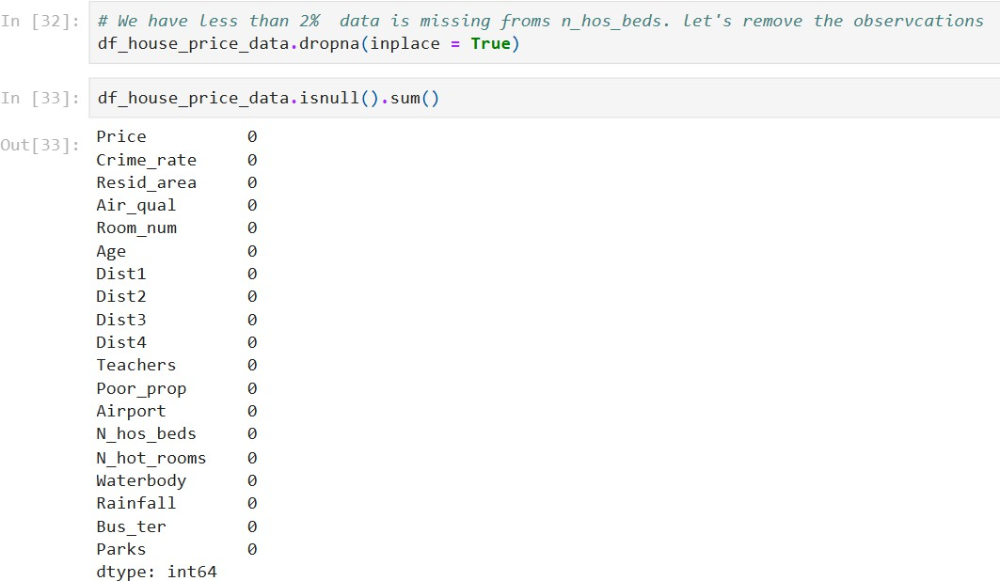 In [32]: # We have less than 2%  data is missing froms n_hos_beds. let's remove the observcations
df_house_price_data.dropna(inplace = True)
In [33]: df_house_price_data.isnull().sum()
Out[33]: Price 0
Crime_rate 0
Resid_area 0
Air_qual 0
Room_num 0
Age 0
Dist1 0
Dist2 0
Dist3 0
Dist4 0
Teachers 0
Poor_prop 0
Airport 0
N_hos_beds 0
N_hot_rooms 0
Waterbody 0
Rainfall 0
Bus_ter 0
Parks 0
dtype: int64